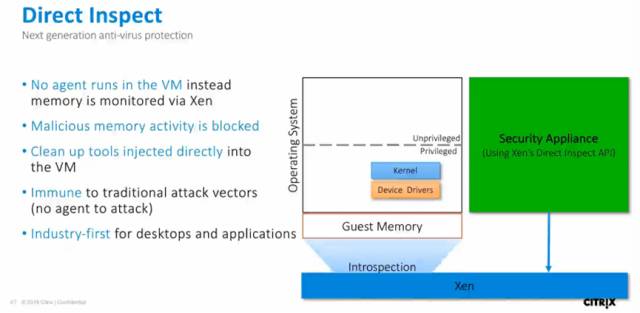 Direct Inspect
Next generation anti-virus protection
• No agent runs in the VM instead
memory is monitored via Xen
• Malicious memory activity is blocked
• Clean up tools injected directly into
the VM
• Immune to traditional attack vectors
(no agent to attack)
• Industry-first for desktops and applications
Operating System
Unprivileged
Privileged
Kernel
Device Drivers
Guest Memory
Introspection
Xen
Security Appliance
(Using Xen's Direct Inspect API)
© 2016 Citrix | Confidential
CITRIX